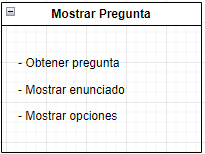 Mostrar Pregunta
- Obtener pregunta
- Mostrar enunciado
- Mostrar opciones